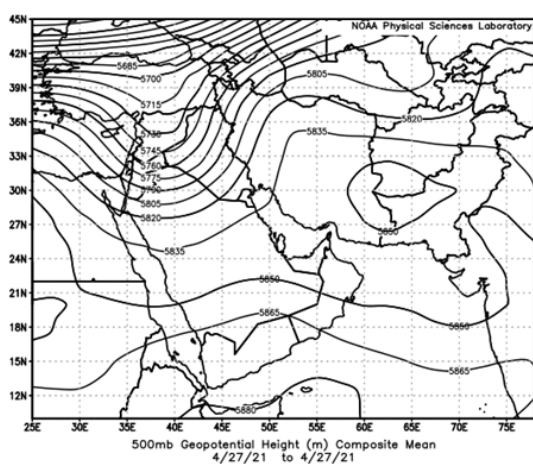 45N
NOAA Physical Sciences Laboratory
42N
5685
5805
5700
39N
5715
5820
36N
5730
5835
5745
33N
5760
5775
30N
5790
5805
5820
5850
27N
5835
24N
5850
21N
5865
5850
18N
15N
5865
12N
5880
25E 30E 35E 40E 45E 50E 55E 60E 65E 70E 75E
500mb Geopotential Height (m) Composite Mean
4/27/21 to 4/27/21